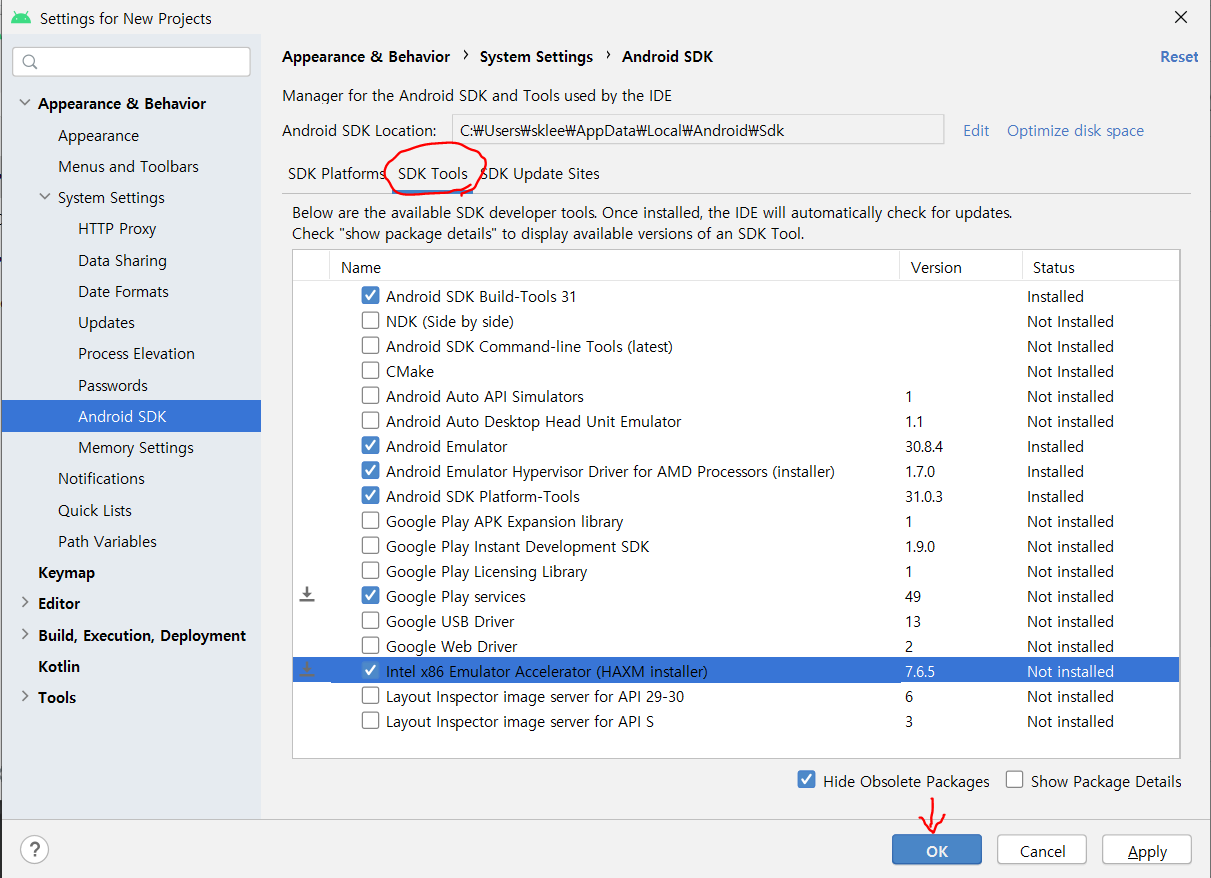 Settings for New Projects
Appearance & Behavior
Appearance
Menus and Toolbars
System Settings
HTTP Proxy
Data Sharing
Date Formats
Updates
Process Elevation
Passwords
Android SDK
Memory Settings
Notifications
Quick Lists
Path Variables
Keymap
Editor
Build, Execution, Deployment
Kotlin
Tools
Appearance & Behavior › System Settings › Android SDK
Reset
Manager for the Android SDK and Tools used by the IDE
Android SDK Location: C:₩Users₩sklee₩AppData₩Local₩Android₩Sdk Edit Optimize disk space
SDK Platforms SDK Tools SDK Update Sites
Below are the available SDK developer tools. Once installed, the IDE will automatically check for updates.
Check "show package details" to display available versions of an SDK Tool.
Name Version Status
Android SDK Build-Tools 31 Installed
NDK (Side by side) Not Installed
Android SDK Command-line Tools (latest) Not Installed
CMake Not Installed
Android Auto API Simulators 1 Not installed
Android Auto Desktop Head Unit Emulator 1.1 Not installed
Android Emulator 30.8.4 Installed
Android Emulator Hypervisor Driver for AMD Processors (installer) 1.7.0 Installed
Android SDK Platform-Tools 31.0.3 Installed
Google Play APK Expansion library 1 Not installed
Google Play Instant Development SDK 1.9.0 Not installed
Google Play Licensing Library 1 Not installed
Google Play services 49 Not installed
Google USB Driver 13 Not installed
Google Web Driver 2 Not installed
Intel x86 Emulator Accelerator (HAXM installer) 7.6.5 Not installed
Layout Inspector image server for API 29-30 6 Not installed
Layout Inspector image server for API S 3 Not installed
Hide Obsolete Packages Show Package Details
? OK Cancel Apply